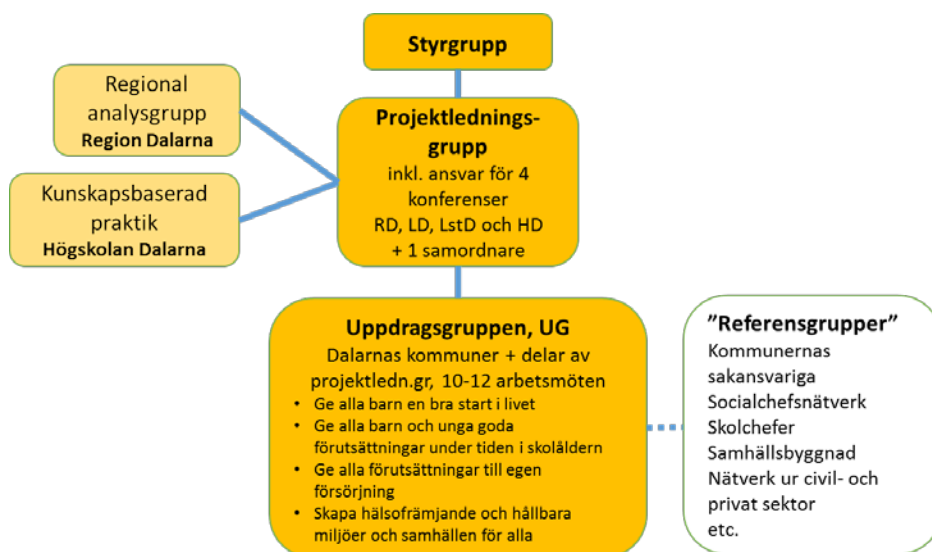 Styrgrupp
Regional
analysgrupp
Region Dalarna
Kunskapsbaserad
praktik
Högskolan Dalarna
Projektlednings-
grupp
inkl. ansvar för 4
konferenser
RD, LD, LstD och HD
+ 1 samordnare
Uppdragsgruppen, UG
Dalarnas kommuner + delar av
projektledn.gr, 10-12 arbetsmöten
• Ge alla barn en bra start i livet
• Ge alla barn och unga goda
förutsättningar under tiden i skolåldern
• Ge alla förutsättningar till egen
försörjning
• Skapa hälsofrämjande och hållbara
miljöer och samhällen för alla
”Referensgrupper”
Kommunernas
sakansvariga
Socialchefsnätverk
Skolchefer
Samhällsbyggnad
Nätverk ur civil- och
privat sektor
etc.